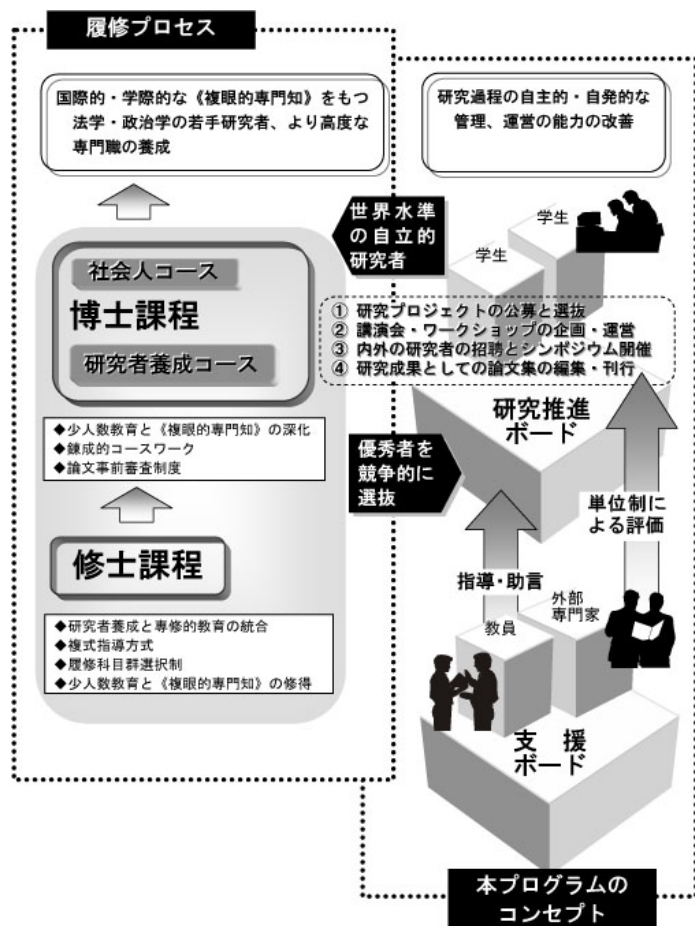 履修プロセス
国際的・学際的な《複眼的専門知》をもつ
法学・政治学の若手研究者、より高度な
専門職の養成
社会人コース
博士課程
研究者養成コース
◆少人数教育と《複眼的専門知》の深化
◆錬成的コースワーク
◆論文事前審査制度
修士課程
◆研究者養成と専修的教育の統合
◆複式指導方式
◆履修科目群選択制
◆少人数教育と《複眼的専門知》の修得
研究過程の自主的・自発的な
管理、運営の能力の改善
世界水準
の自立的
研究者
学生
学生
① 研究プロジェクトの公募と選抜
② 講演会・ワークショップの企画・運営
③ 内外の研究者の招聘とシンポジウム開催
④ 研究成果としての論文集の編集・刊行
研究推進
ボード
優秀者を
競争的に
選抜
単位制に
よる評価
指導・助言
外部
専門家
教員
支援
ボード
本プログラムの
コンセプト